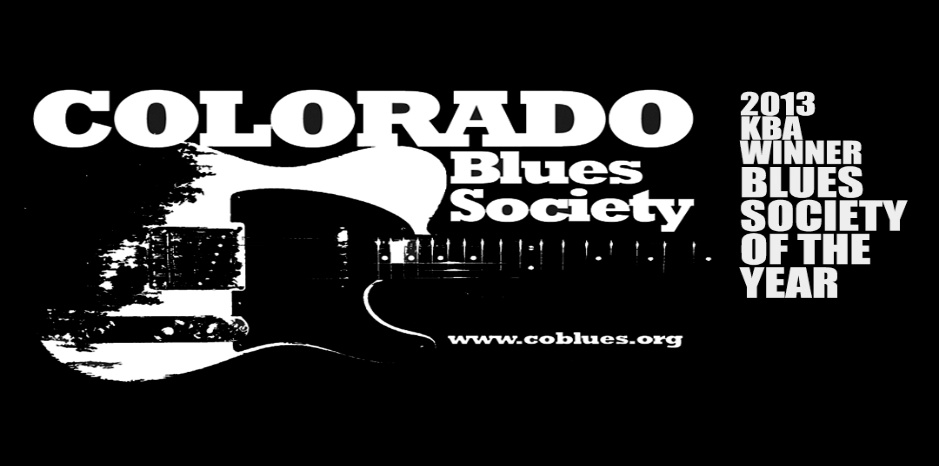 COLORADO
Blues
Society
www.coblues.org
2013
KBA
WINNER
BLUES
SOCIETY
OF THE
YEAR